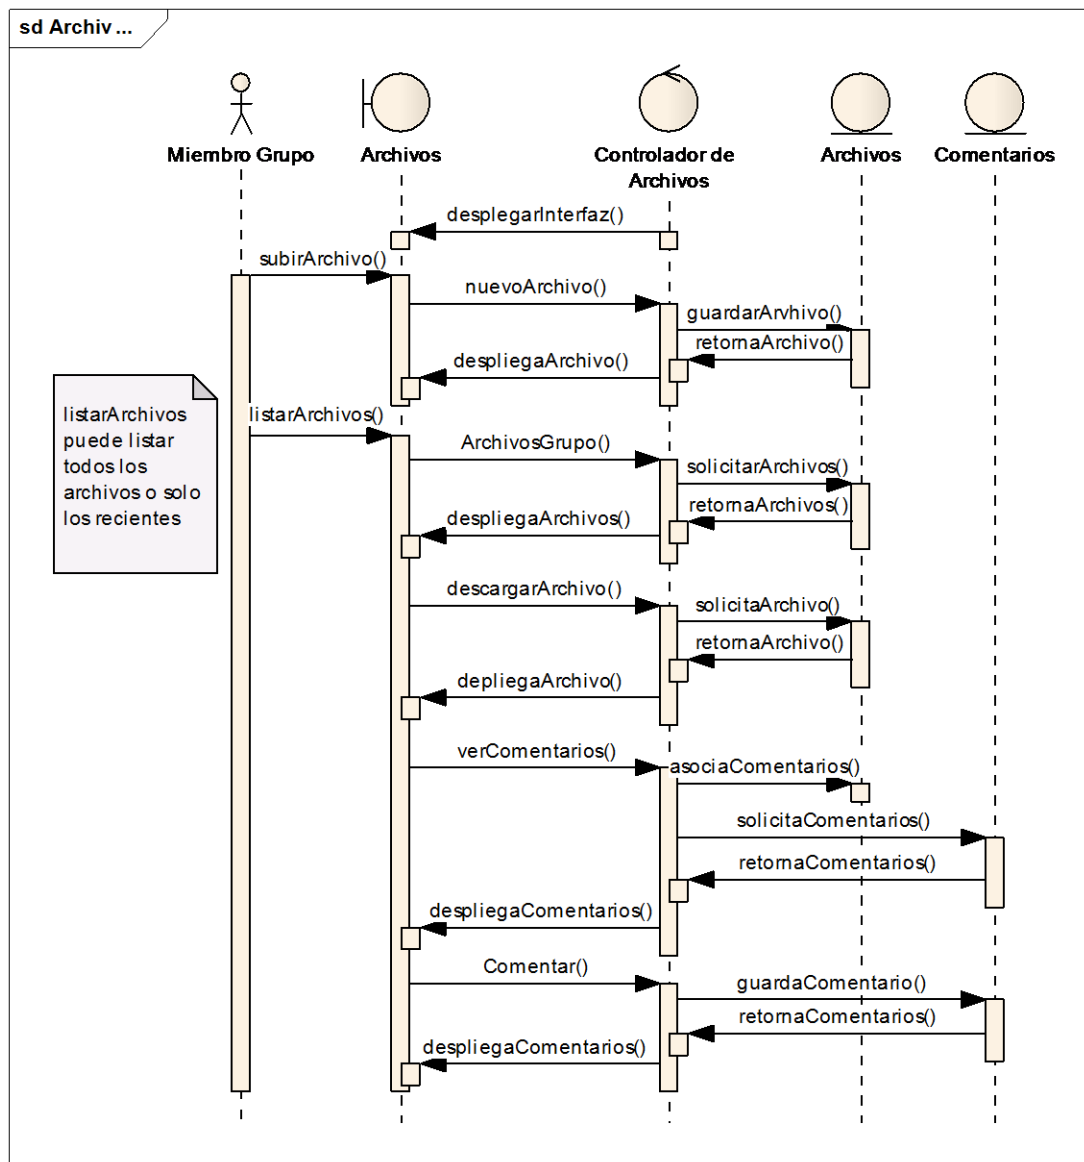 sd Archiv ...
Miembro Grupo
Archivos
Controlador de
Archivos
Archivos
Comentarios
desplegarInterfaz()
subirArchivo()
nuevoArchivo()
guardarArvhivo()
retornaArchivo()
despliegaArchivo()
listarArchivos
puede listar
todos los
archivos o solo
los recientes
listarArchivos()
ArchivosGrupo()
solicitarArchivos()
retornaArchivos()
despliegaArchivos()
descargarArchivo()
solicitaArchivo()
retornaArchivo()
depliegaArchivo()
verComentarios()
asociaComentarios()
solicitaComentarios()
retornaComentarios()
despliegaComentarios()
Comentar()
guardaComentario()
retornaComentarios()
despliegaComentarios()